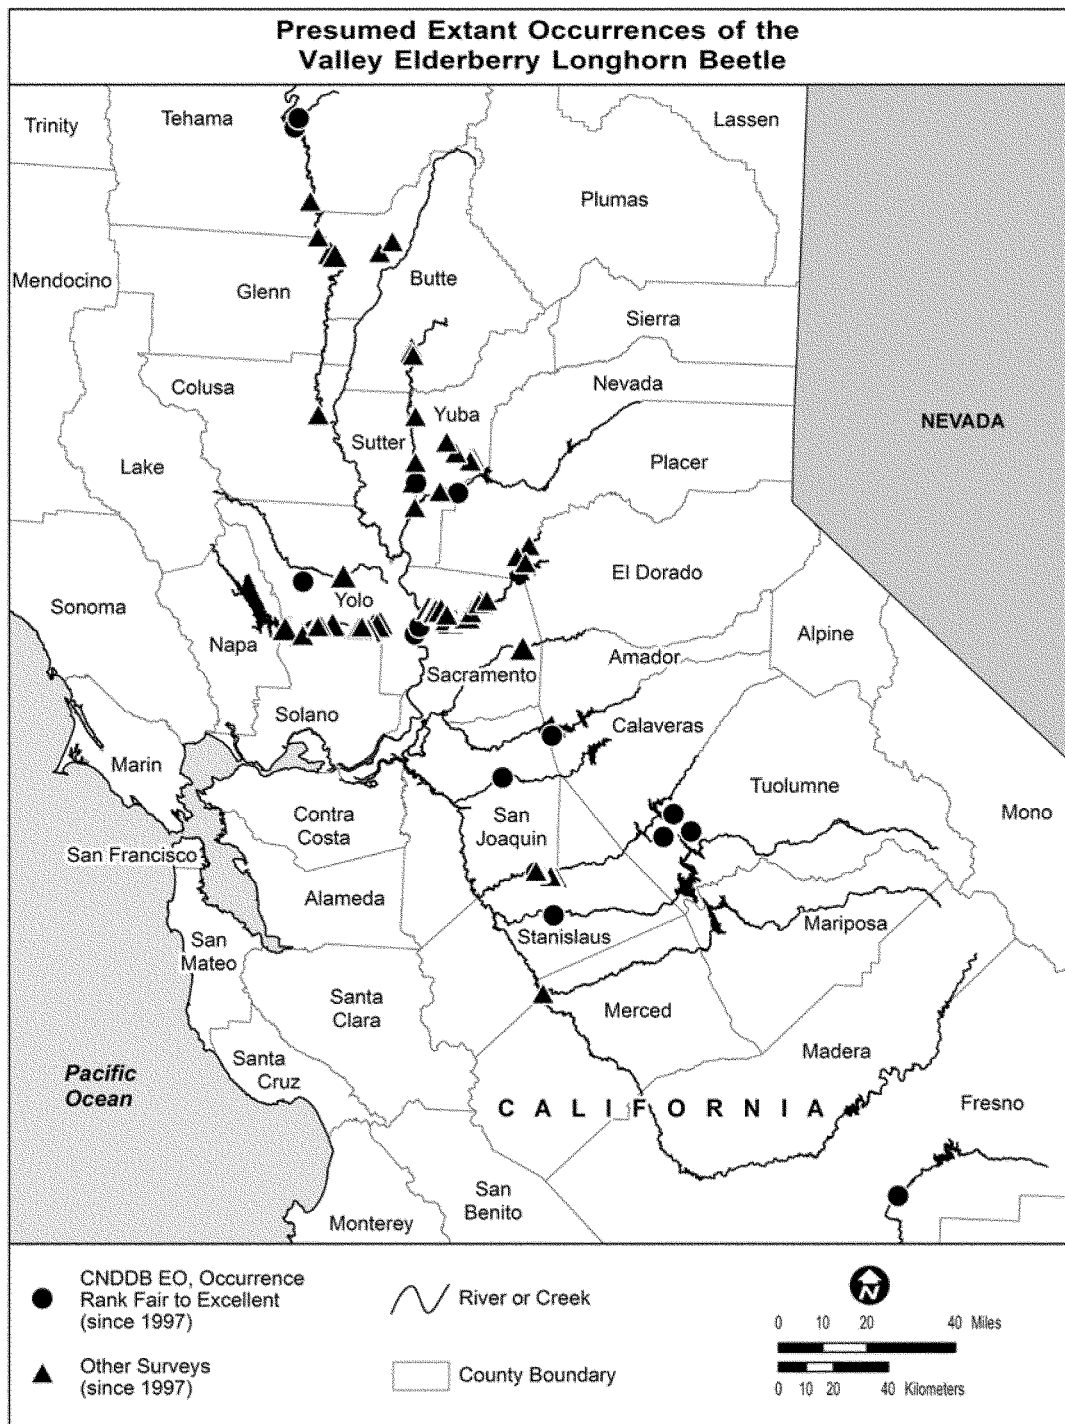 Presumed Extant Occurrences of the
Valley Elderberry Longhorn Beetle
Trinity
Tehama
Lassen
Plumas
Mendocino
Glenn
Butte
Sierra
Colusa
Nevada
Yuba
Sutter
NEVADA
Lake
Placer
El Dorado
Sonoma
Yolo
Napa
Alpine
Amador
Sacramento
Solano
Calaveras
Marin
Tuolumne
Contra
Costa
San
Joaquin
Mono
San Francisco
Alameda
Mariposa
Stanislaus
San
Mateo
Santa
Clara
Merced
Madera
Santa
Cruz
Pacific
Ocean
CALIFORNIA
Fresno
San
Benito
Monterey
CNDDB EO, Occurrence
Rank Fair to Excellent
(since 1997)
River or Creek
N
0 10 20 40 Miles
Other Surveys
(since 1997)
County Boundary
0 10 20 40 Kilometers